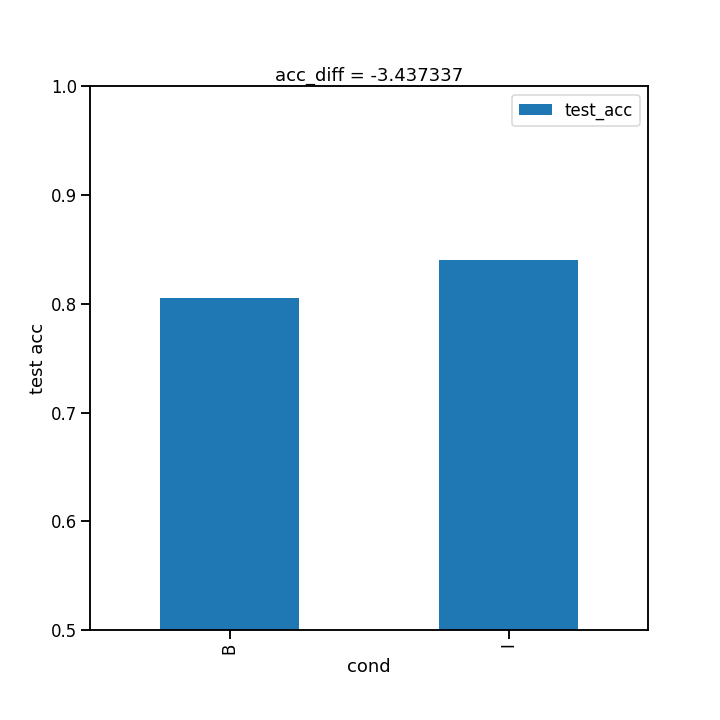 acc_diff = -3.437337
1.0
test_acc
0.9
0.8
test acc
0.7
0.6
0.5
B
I
cond